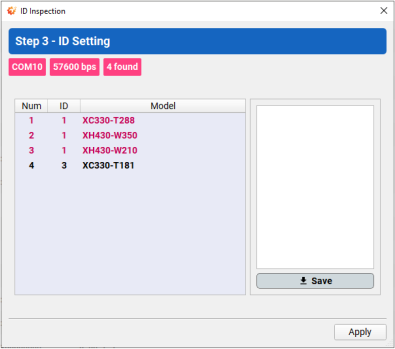 ID Inspection
Step 3 - ID Setting
COM10 57600 bps 4 found
Num ID Model
1 1 XC330-T288
2 1 XH430-W350
3 1 XH430-W210
4 3 XC330-T181
Save
Apply